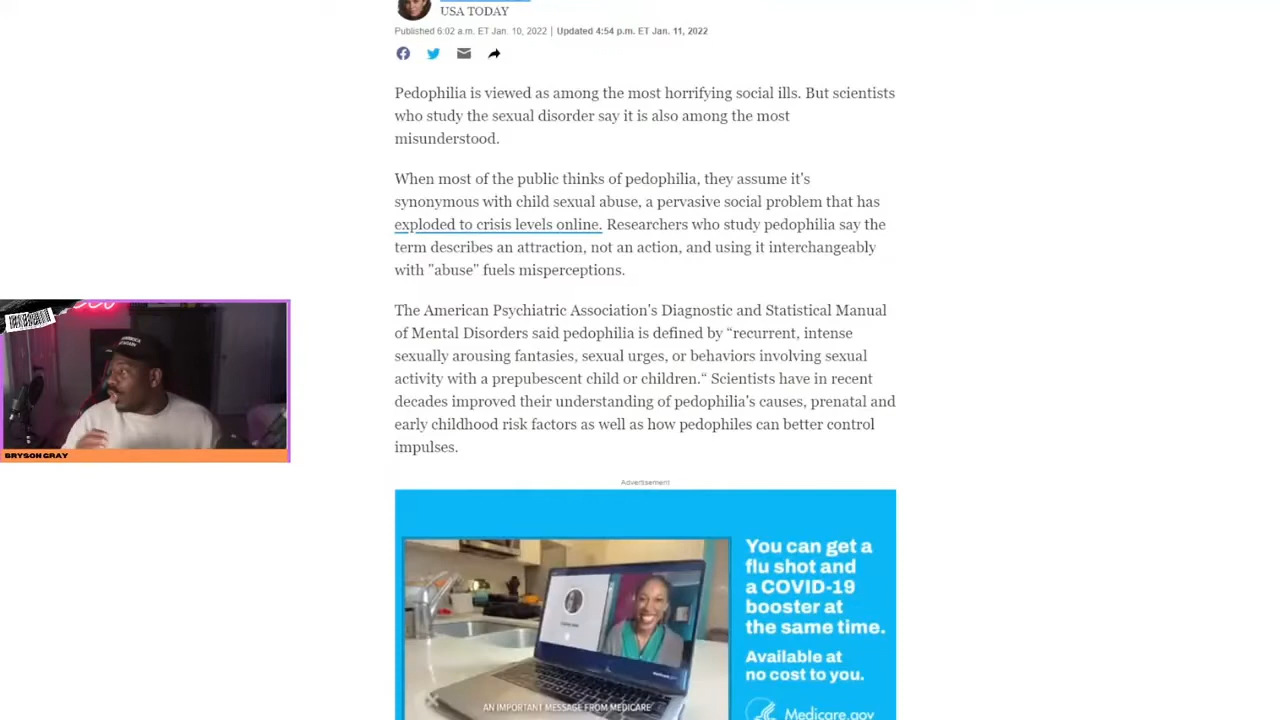 USA TODAY
Published 6:02 a.m. ET Jan. 10, 2022 | Updated 4:54 p.m. ET Jan. 11, 2022
Pedophilia is viewed as among the most horrifying social ills. But scientists
who study the sexual disorder say it is also among the most
misunderstood.
When most of the public thinks of pedophilia, they assume it's
synonymous with child sexual abuse, a pervasive social problem that has
exploded to crisis levels online. Researchers who study pedophilia say the
term describes an attraction, not an action, and using it interchangeably
with "abuse" fuels misperceptions.
The American Psychiatric Association's Diagnostic and Statistical Manual
of Mental Disorders said pedophilia is defined by “recurrent, intense
sexually arousing fantasies, sexual urges, or behaviors involving sexual
activity with a prepubescent child or children.“ Scientists have in recent
decades improved their understanding of pedophilia's causes, prenatal and
early childhood risk factors as well as how pedophiles can better control
impulses.
BRYSON GRAY
Advertisement
You can get a
flu shot and
a COVID-19
booster at
the same time.
Available at
no cost to you.
AN IMPORTANT MESSAGE FROM MEDICARE
Medicare.gov